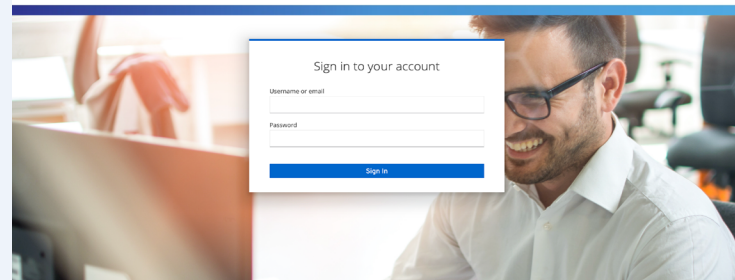 Sign in to your account
Username or email
Password
Sign In